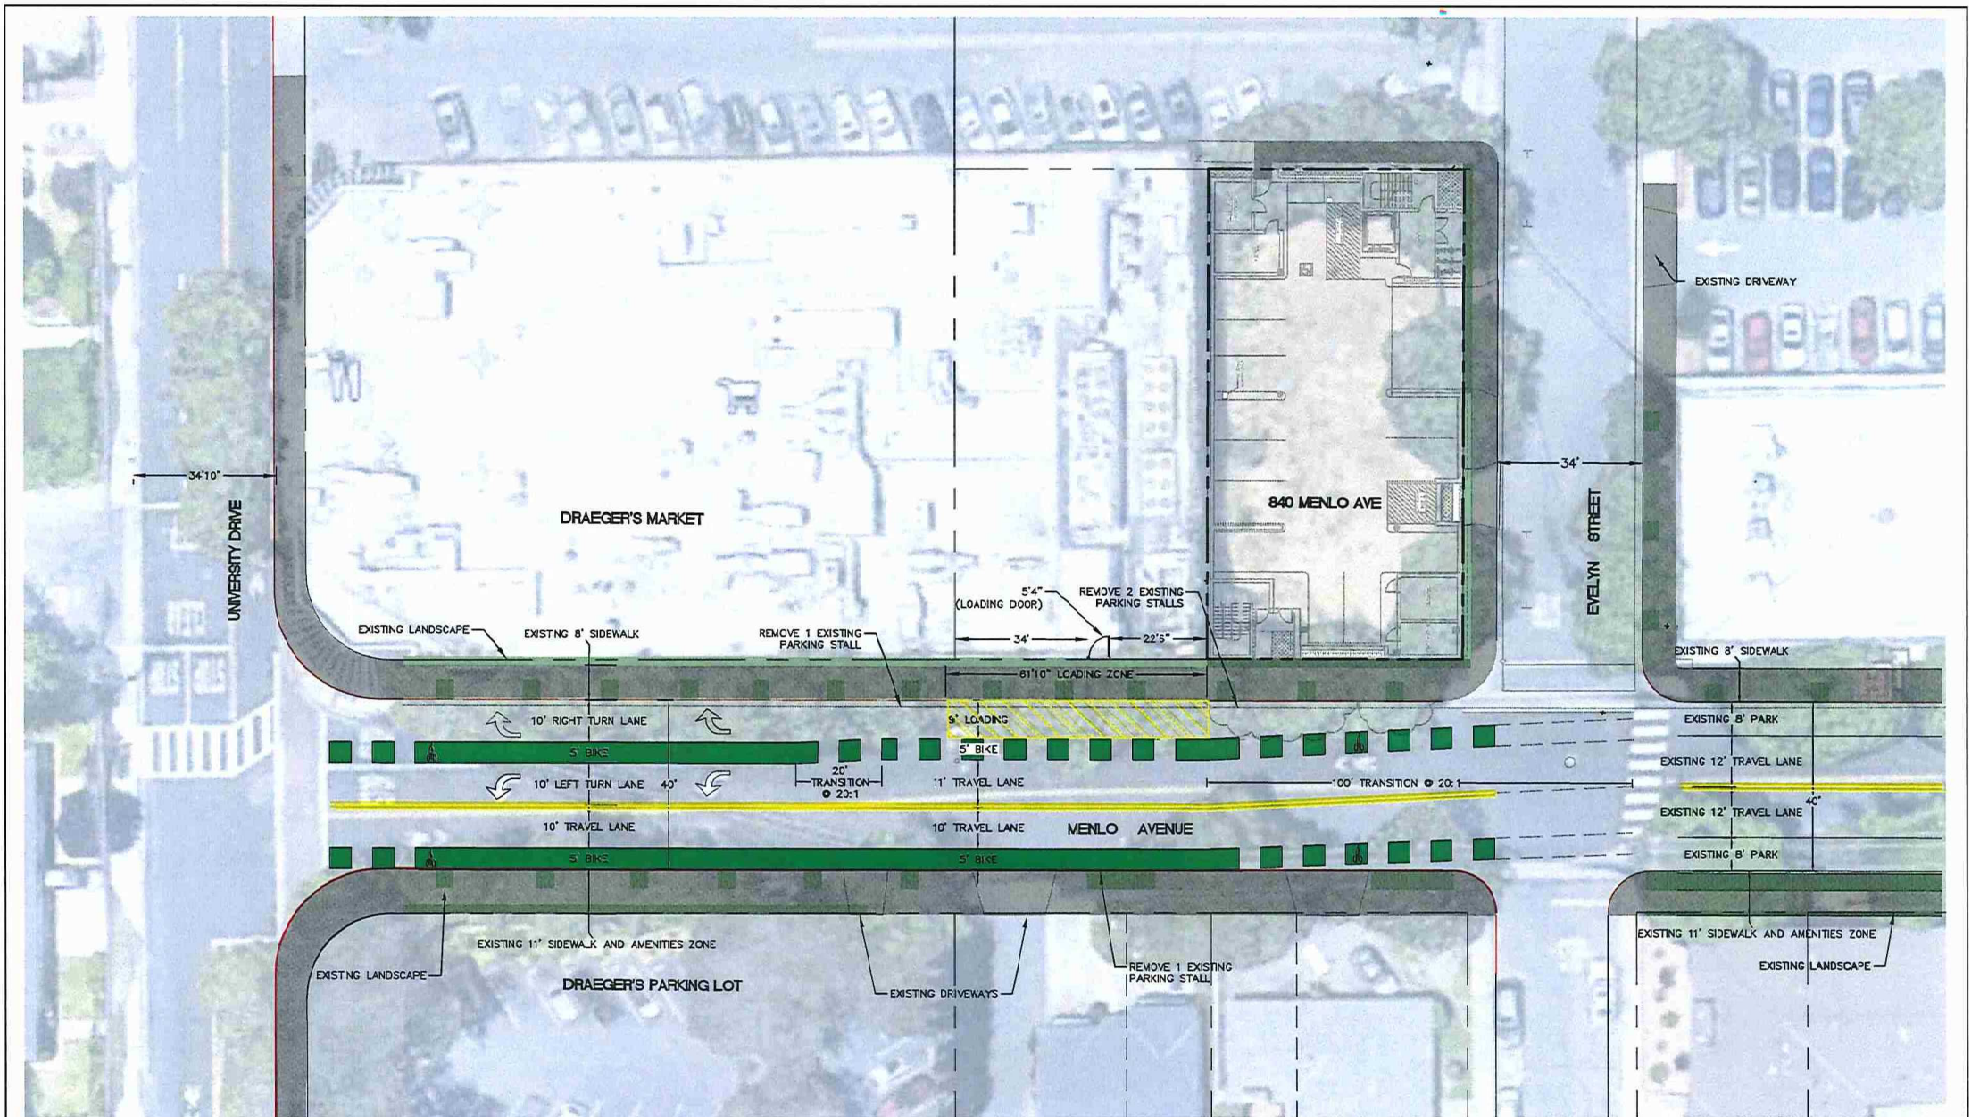 EXISTING DRIVEWAY
34'10"
34'
UNIVERSITY DRIVE
DRAEGER'S MARKET
840 MENLO AVE
EVELYN STREET
5'4"
(LOADING DOOR)
REMOVE 2 EXISTING
PARKING STALLS
EXISTING LANDSCAPE
EXISTNG 8' SIDEWALK
REMOVE 1 EXISTING
PARKING STALL
34'
22'6"
EXISTING 8' SIDEWALK
61'10" LOADING ZONE
10' RIGHT TURN LANE
9' LOADING
EXISTING 8' PARK
5' BIKE
5' BIKE
EXISTING 12' TRAVEL LANE
10' LEFT TURN LANE
40'
20'
TRANSITION
@ 20:1
11' TRAVEL LANE
100' TRANSITION @ 20:1
40'
EXISTING 12' TRAVEL LANE
10' TRAVEL LANE
10' TRAVEL LANE
MENLO AVENUE
5' BIKE
5' BIKE
EXISTING 8' PARK
EXISTING 11' SIDEWALK AND AMENITIES ZONE
EXISTING 11' SIDEWALK AND AMENITIES ZONE
EXISTNG LANDSCAPE
DRAEGER'S PARKING LOT
EXISTING DRIVEWAYS
REMOVE 1 EXISTING
PARKING STALL
EXISTING LANDSCAPE